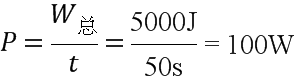 P = W总/t = 5000J/50s = 100W